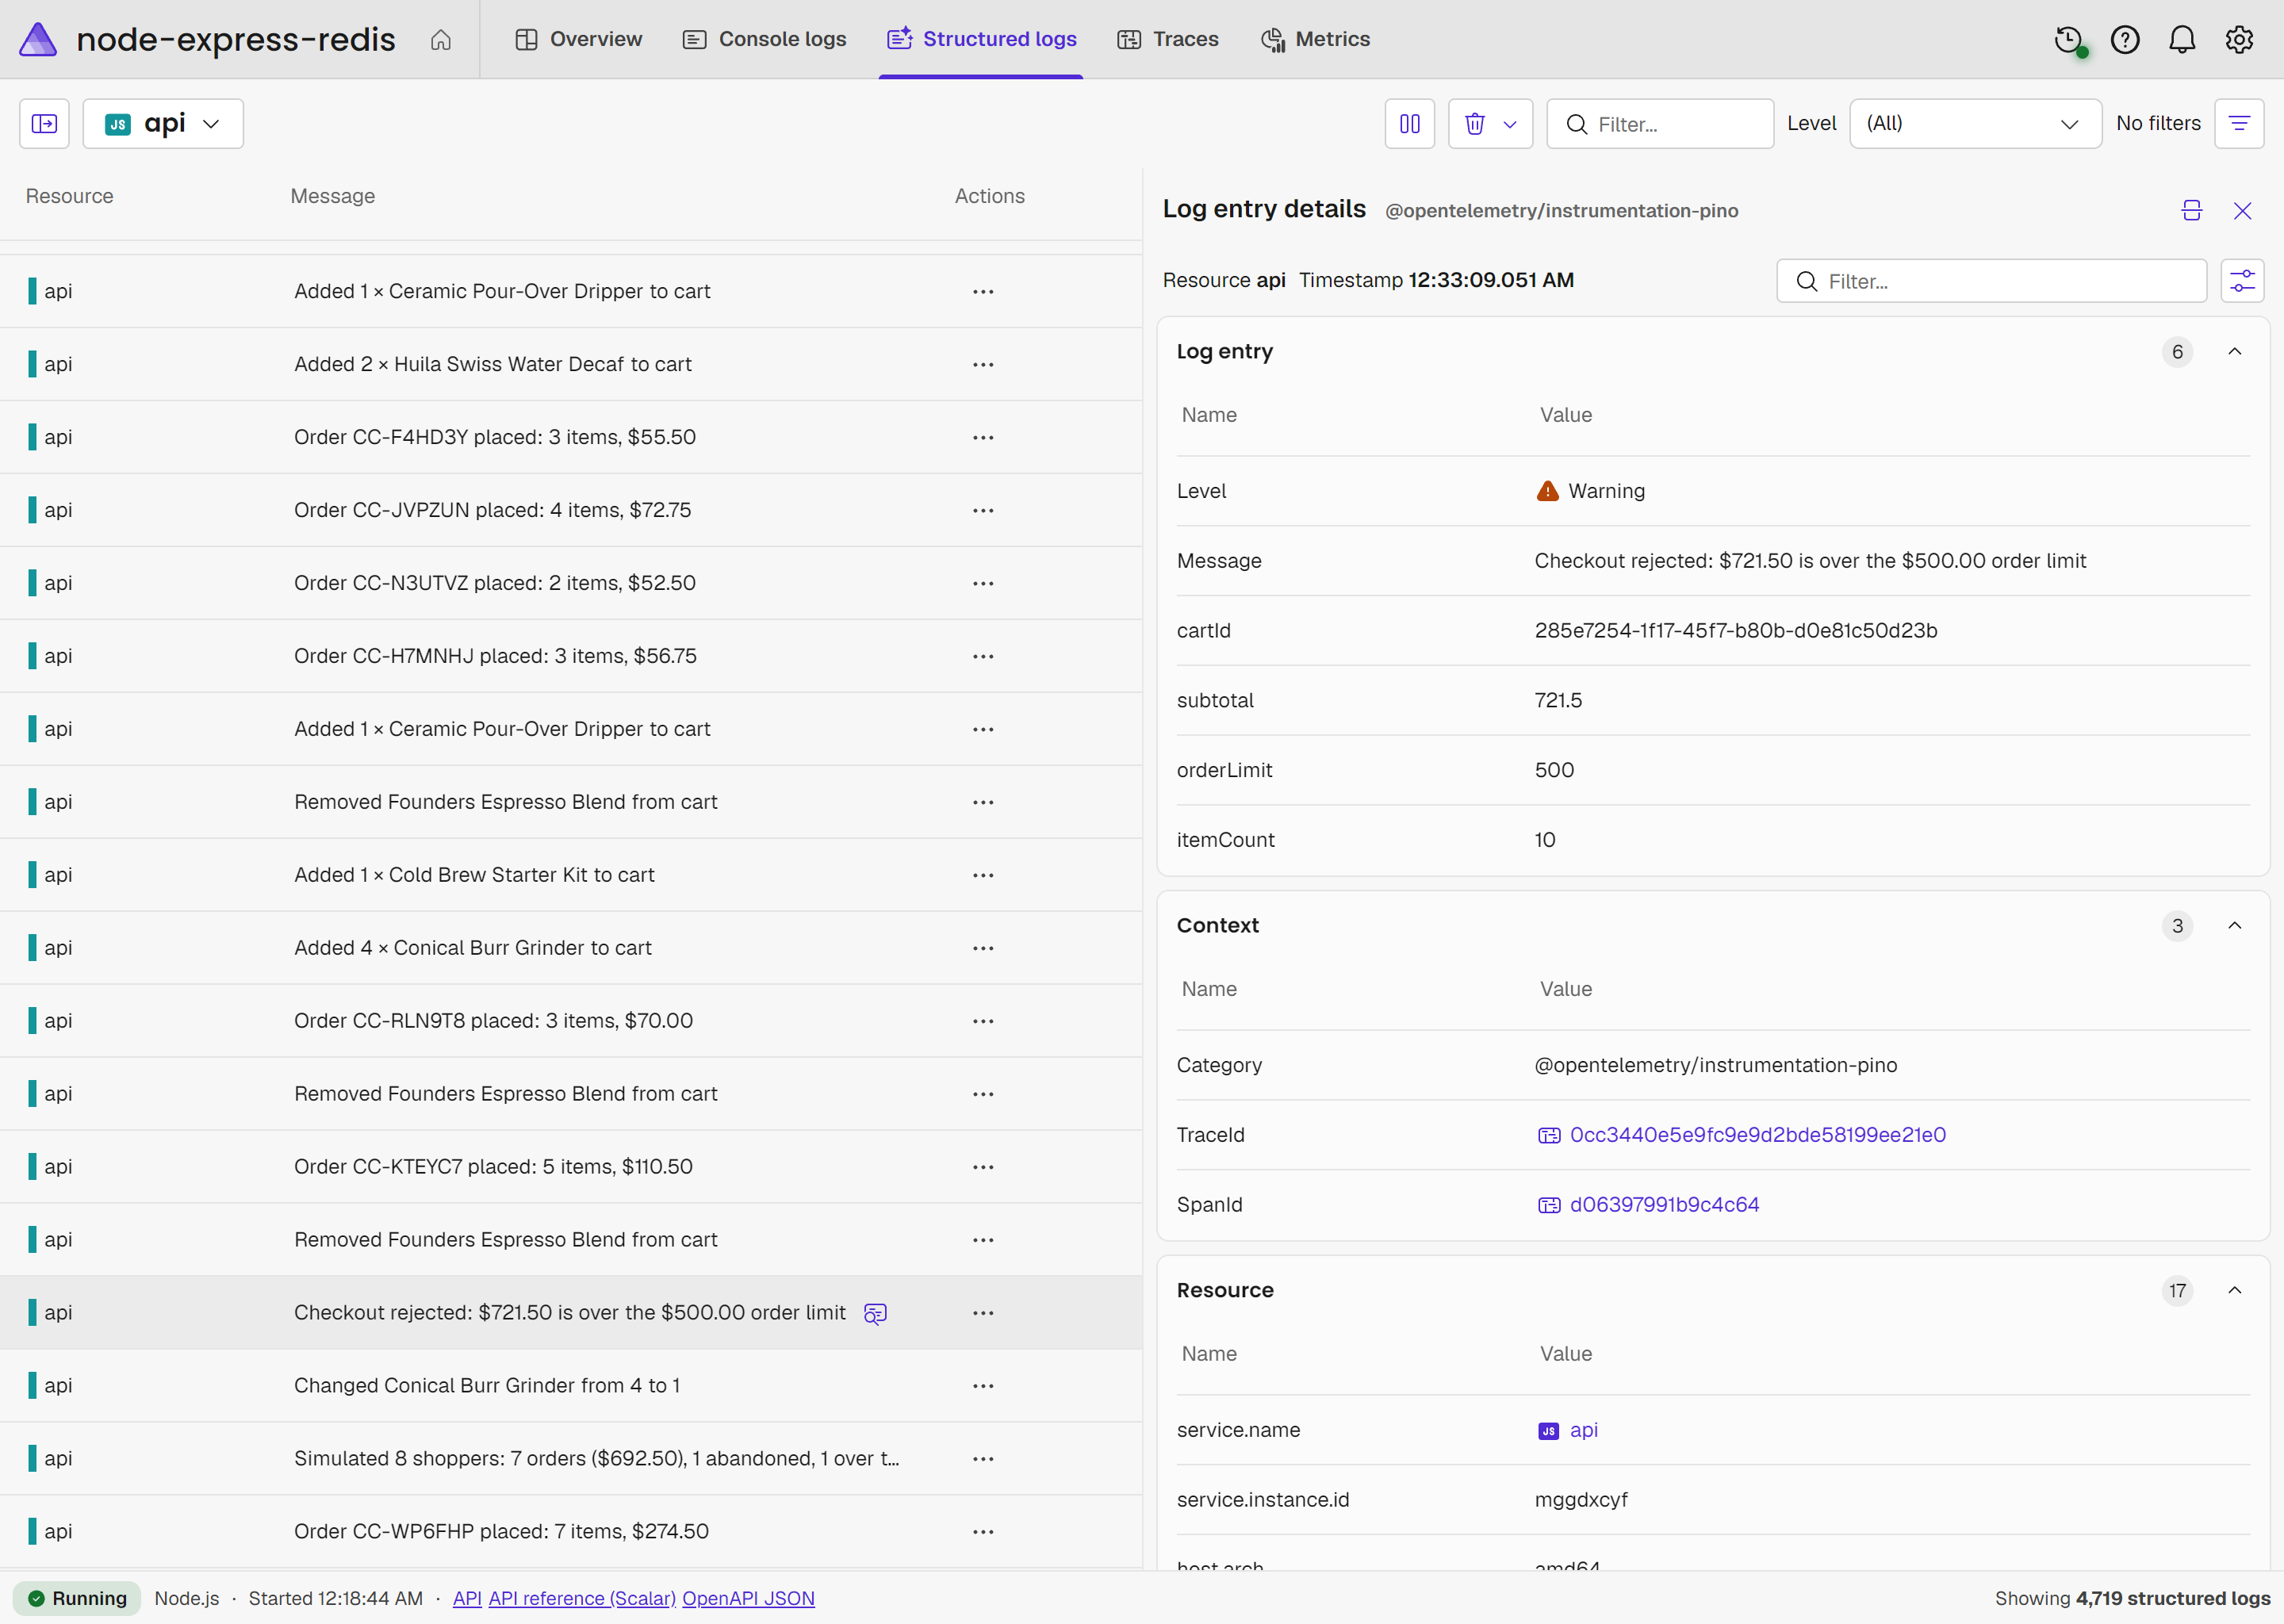 node-express-redis
Overview
Console logs
Structured logs
Traces
Metrics
JS api
Filter...
Level
(All)
No filters
Resource Message Actions
api Added 1 × Ceramic Pour-Over Dripper to cart
api Added 2 × Huila Swiss Water Decaf to cart
api Order CC-F4HD3Y placed: 3 items, $55.50
api Order CC-JVPZUN placed: 4 items, $72.75
api Order CC-N3UTVZ placed: 2 items, $52.50
api Order CC-H7MNHJ placed: 3 items, $56.75
api Added 1 × Ceramic Pour-Over Dripper to cart
api Removed Founders Espresso Blend from cart
api Added 1 × Cold Brew Starter Kit to cart
api Added 4 × Conical Burr Grinder to cart
api Order CC-RLN9T8 placed: 3 items, $70.00
api Removed Founders Espresso Blend from cart
api Order CC-KTEYC7 placed: 5 items, $110.50
api Removed Founders Espresso Blend from cart
api Checkout rejected: $721.50 is over the $500.00 order limit
api Changed Conical Burr Grinder from 4 to 1
api Simulated 8 shoppers: 7 orders ($692.50), 1 abandoned, 1 over t...
api Order CC-WP6FHP placed: 7 items, $274.50
Log entry details @opentelemetry/instrumentation-pino
Resource api Timestamp 12:33:09.051 AM
Filter...
Log entry 6
Name Value
Level Warning
Message Checkout rejected: $721.50 is over the $500.00 order limit
cartId 285e7254-1f17-45f7-b80b-d0e81c50d23b
subtotal 721.5
orderLimit 500
itemCount 10
Context 3
Name Value
Category @opentelemetry/instrumentation-pino
TraceId 0cc3440e5e9fc9e9d2bde58199ee21e0
SpanId d06397991b9c4c64
Resource 17
Name Value
service.name JS api
service.instance.id mggdxcyf
host.arch amd64
Running Node.js · Started 12:18:44 AM · API API reference (Scalar) OpenAPI JSON
Showing 4,719 structured logs